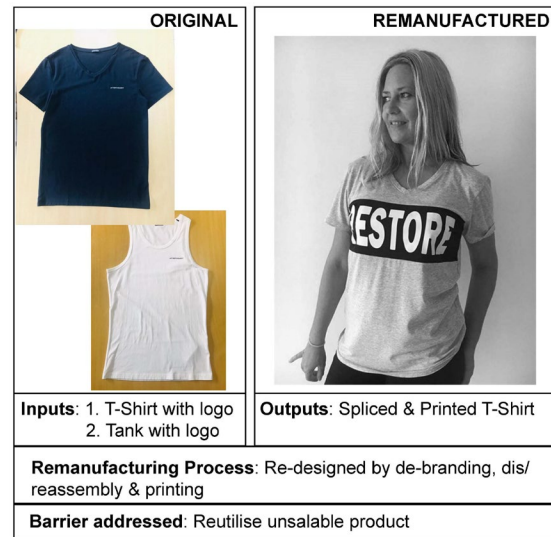 ORIGINAL
REMANUFACTURED
RESTORE
Inputs: 1. T-Shirt with logo
2. Tank with logo
Outputs: Spliced & Printed T-Shirt
Remanufacturing Process: Re-designed by de-branding, dis/
reassembly & printing
Barrier addressed: Reutilise unsalable product